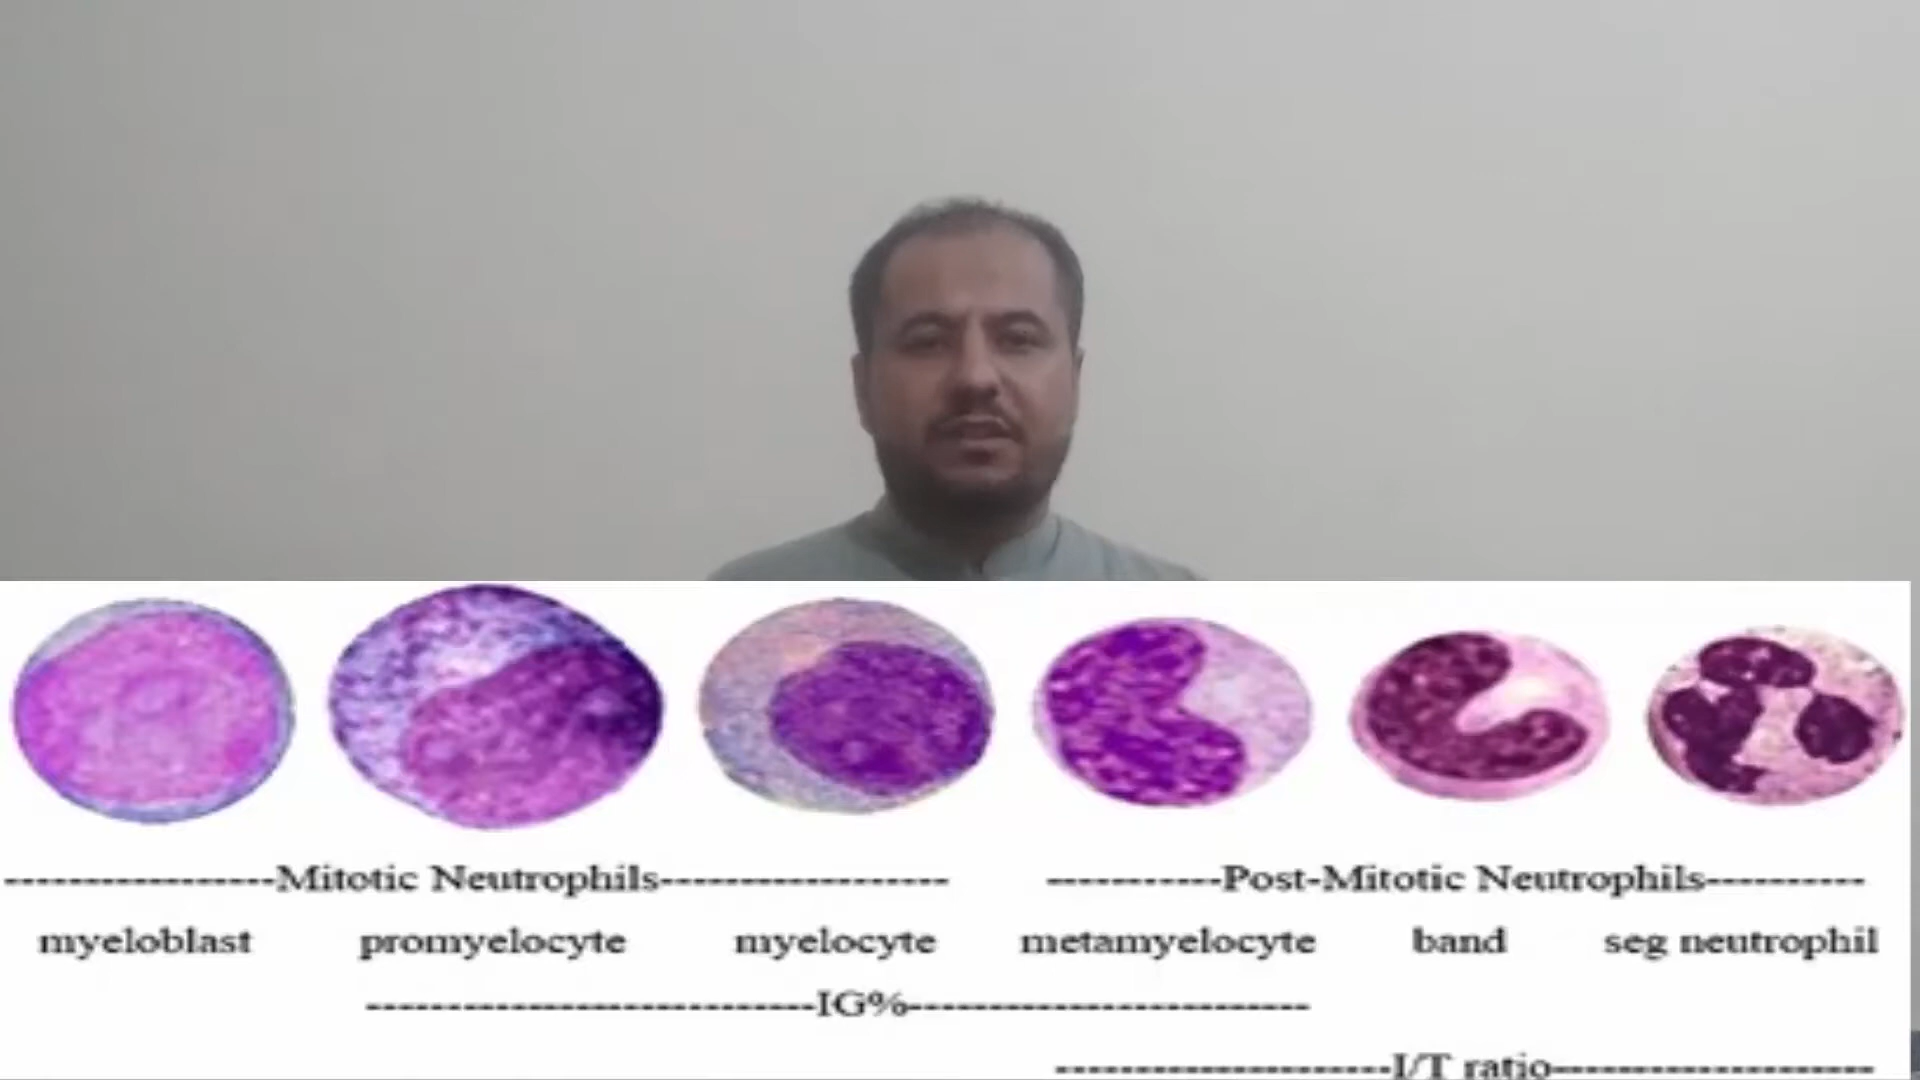 -----------------Mitotic Neutrophils------------------ -----------Post-Mitotic Neutrophils----------
myeloblast promyelocyte myelocyte metamyelocyte band seg neutrophil
----------------------------IG%-------------------------
---------------------I/T ratio--------------------